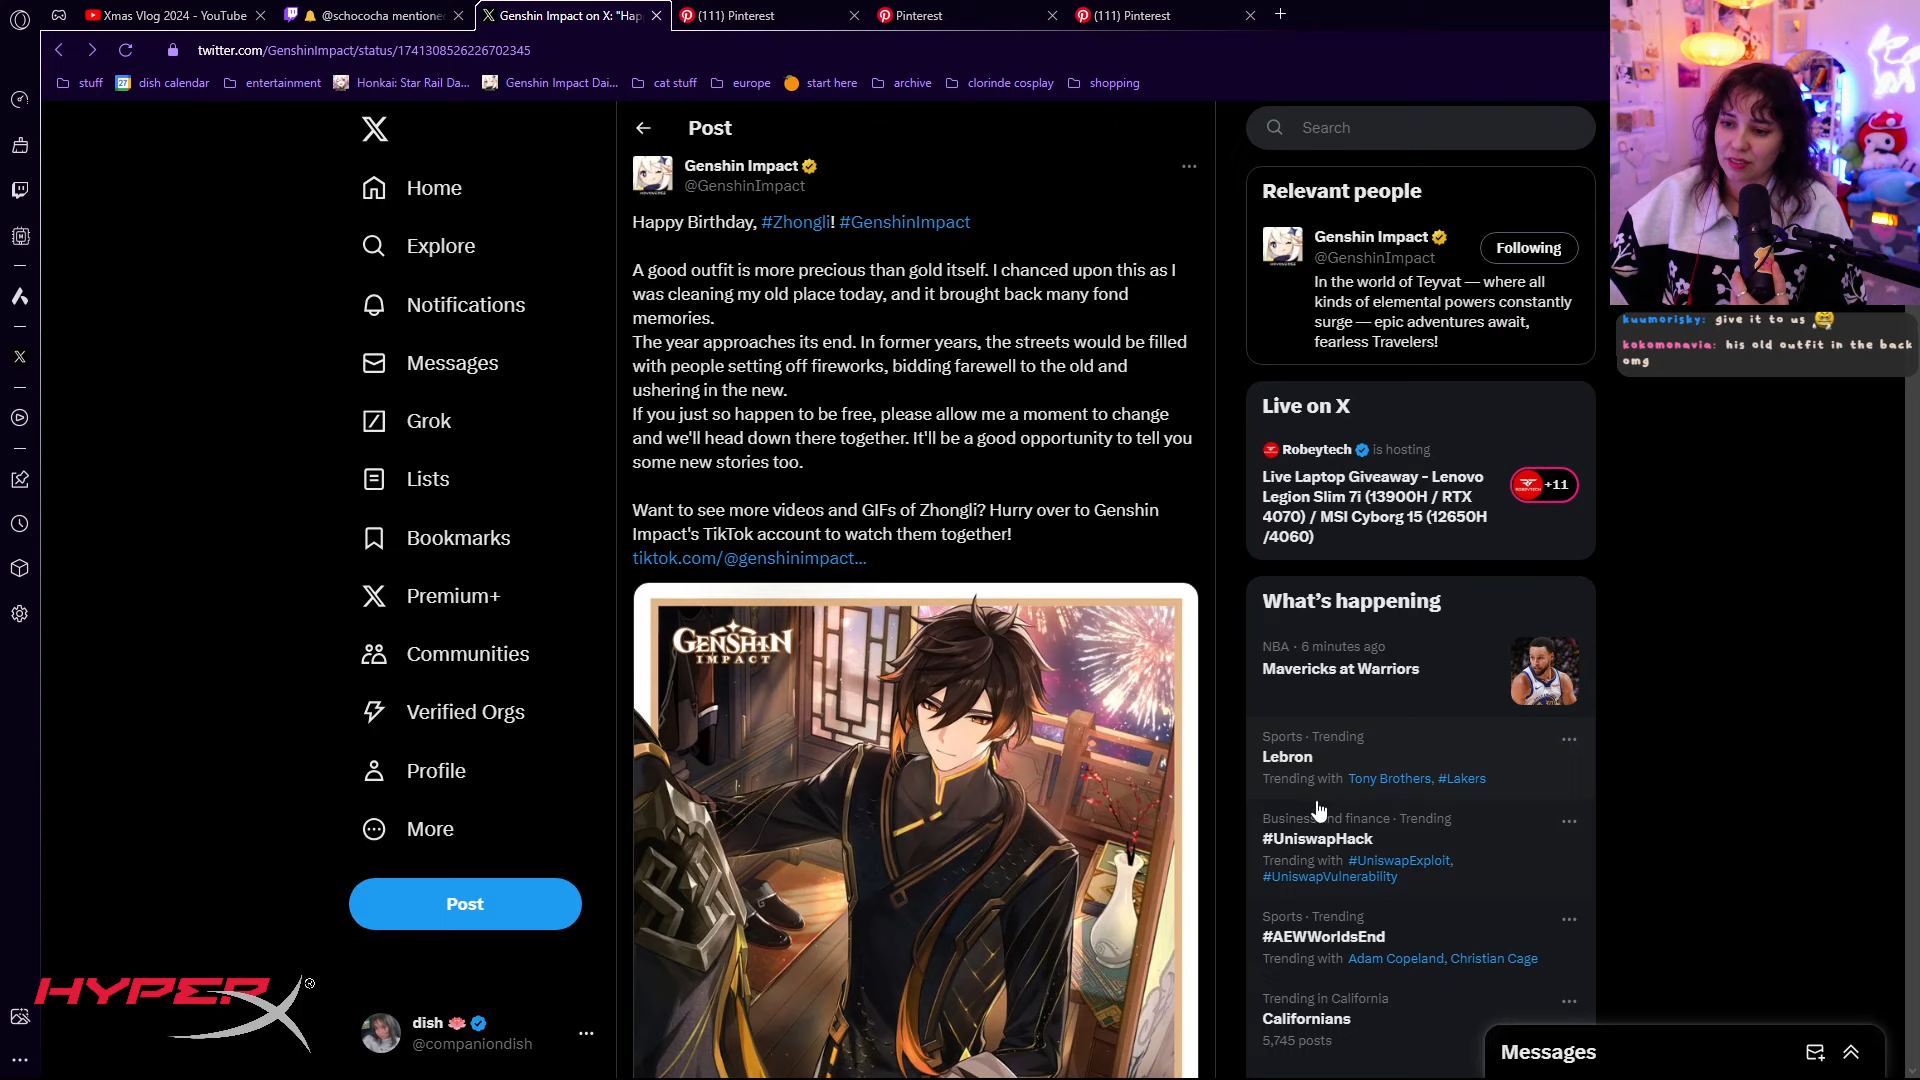 Xmas Vlog 2024 - YouTube
@schococha mentione
Genshin Impact on X: "Hap
(111) Pinterest
Pinterest
(111) Pinterest
twitter.com/GenshinImpact/status/1741308526226702345
stuff
27
dish calendar
entertainment
Honkai: Star Rail Da...
Genshin Impact Dai...
cat stuff
europe
start here
archive
clorinde cosplay
shopping
Home
Explore
Notifications
Messages
Grok
Lists
Bookmarks
Premium+
Communities
Verified Orgs
Profile
More
Post
HYPERX
dish
@companiondish
Post
Genshin Impact
@GenshinImpact
Happy Birthday, #Zhongli! #GenshinImpact
A good outfit is more precious than gold itself. I chanced upon this as I
was cleaning my old place today, and it brought back many fond
memories.
The year approaches its end. In former years, the streets would be filled
with people setting off fireworks, bidding farewell to the old and
ushering in the new.
If you just so happen to be free, please allow me a moment to change
and we'll head down there together. It'll be a good opportunity to tell you
some new stories too.
Want to see more videos and GIFs of Zhongli? Hurry over to Genshin
Impact's TikTok account to watch them together!
tiktok.com/@genshinimpact...
GENSHIN
IMPACT
Search
Relevant people
Genshin Impact
@GenshinImpact
Following
In the world of Teyvat — where all
kinds of elemental powers constantly
surge — epic adventures await,
fearless Travelers!
Live on X
Robeytech is hosting
Live Laptop Giveaway - Lenovo
Legion Slim 7i (13900H / RTX
4070) / MSI Cyborg 15 (12650H
/4060)
+11
What's happening
NBA · 6 minutes ago
Mavericks at Warriors
Sports · Trending
Lebron
Trending with Tony Brothers, #Lakers
Business and finance · Trending
#UniswapHack
Trending with #UniswapExploit,
#UniswapVulnerability
Sports · Trending
#AEWWorldsEnd
Trending with Adam Copeland, Christian Cage
Trending in California
Californians
5,745 posts
Messages
kuumorisky: give it to us
kokomonavia: his old outfit in the back
omg